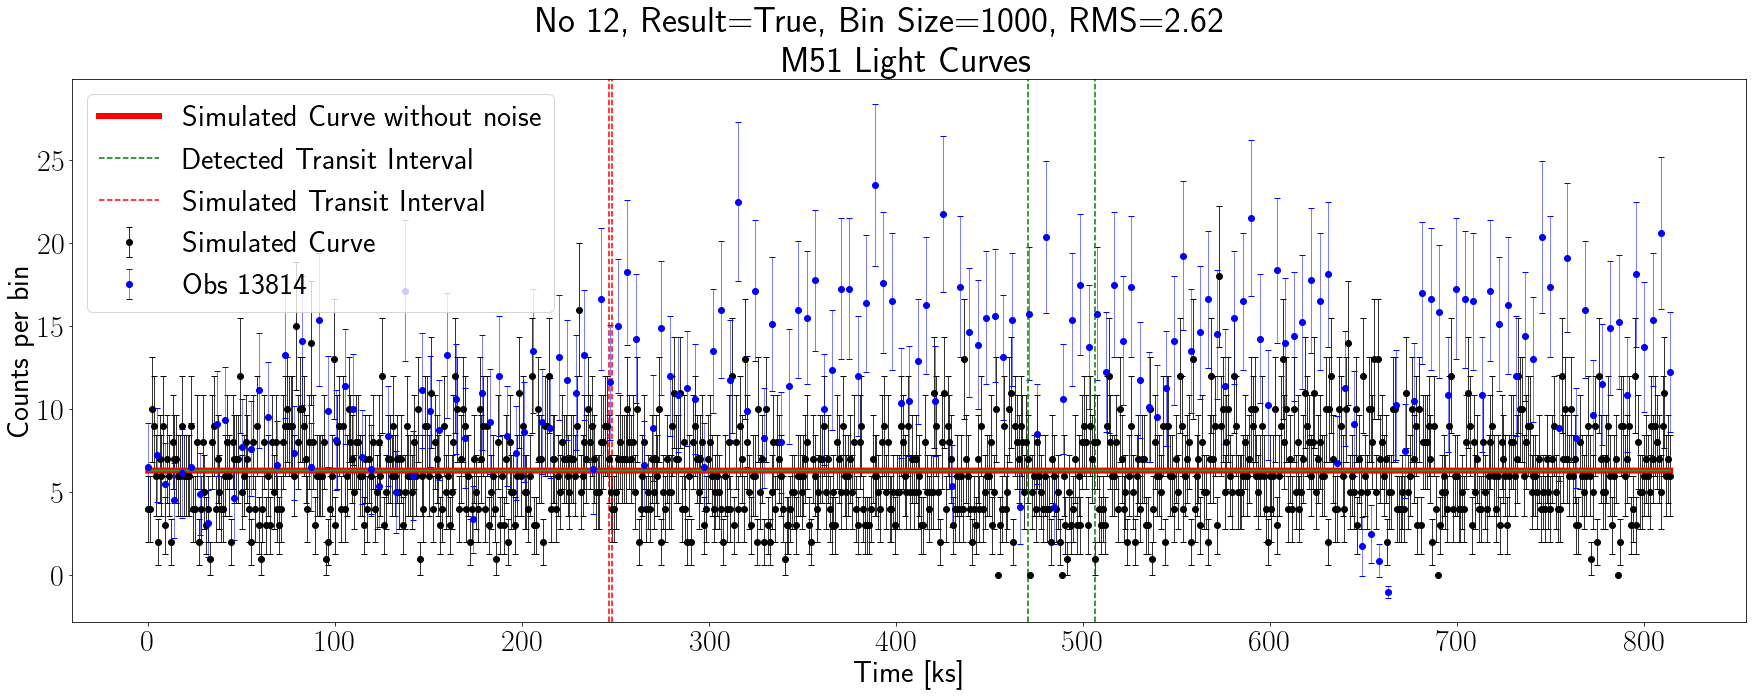 No 12, Result=True, Bin Size=1000, RMS=2.62
M51 Light Curves
Simulated Curve without noise
Detected Transit Interval
Simulated Transit Interval
Simulated Curve
Obs 13814
Counts per bin
25
20
15
10
5
0
0 100 200 300 400 500 600 700 800
Time [ks]